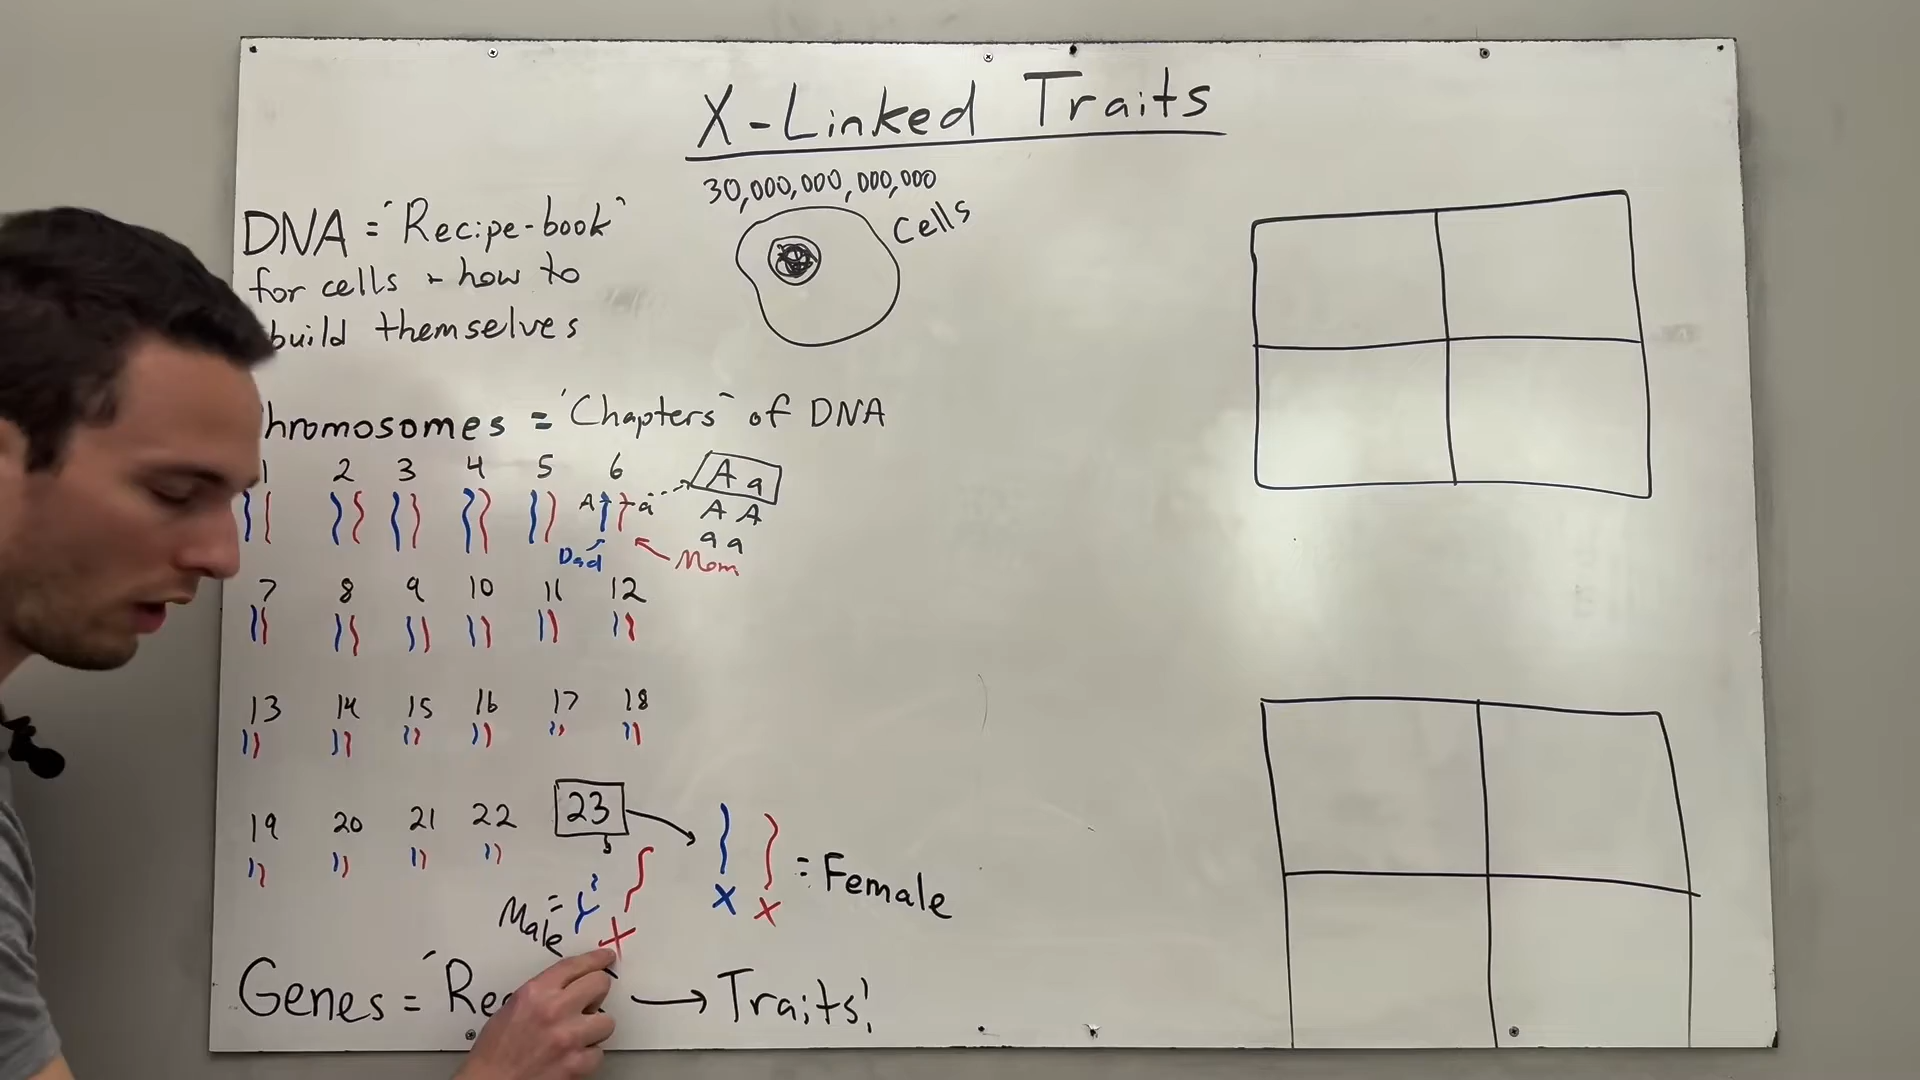 X-Linked Traits
30,000,000,000,000
Cells
DNA = "Recipe-book"
for cells - how to
build themselves
hromosomes = "Chapters" of DNA
1 2 3 4 5 6
A a
A a
A A
a a
Dad
Mom
7 8 9 10 11 12
13 14 15 16 17 18
19 20 21 22 23
Male = Y X
X X = Female
Genes = "Re → Traits!